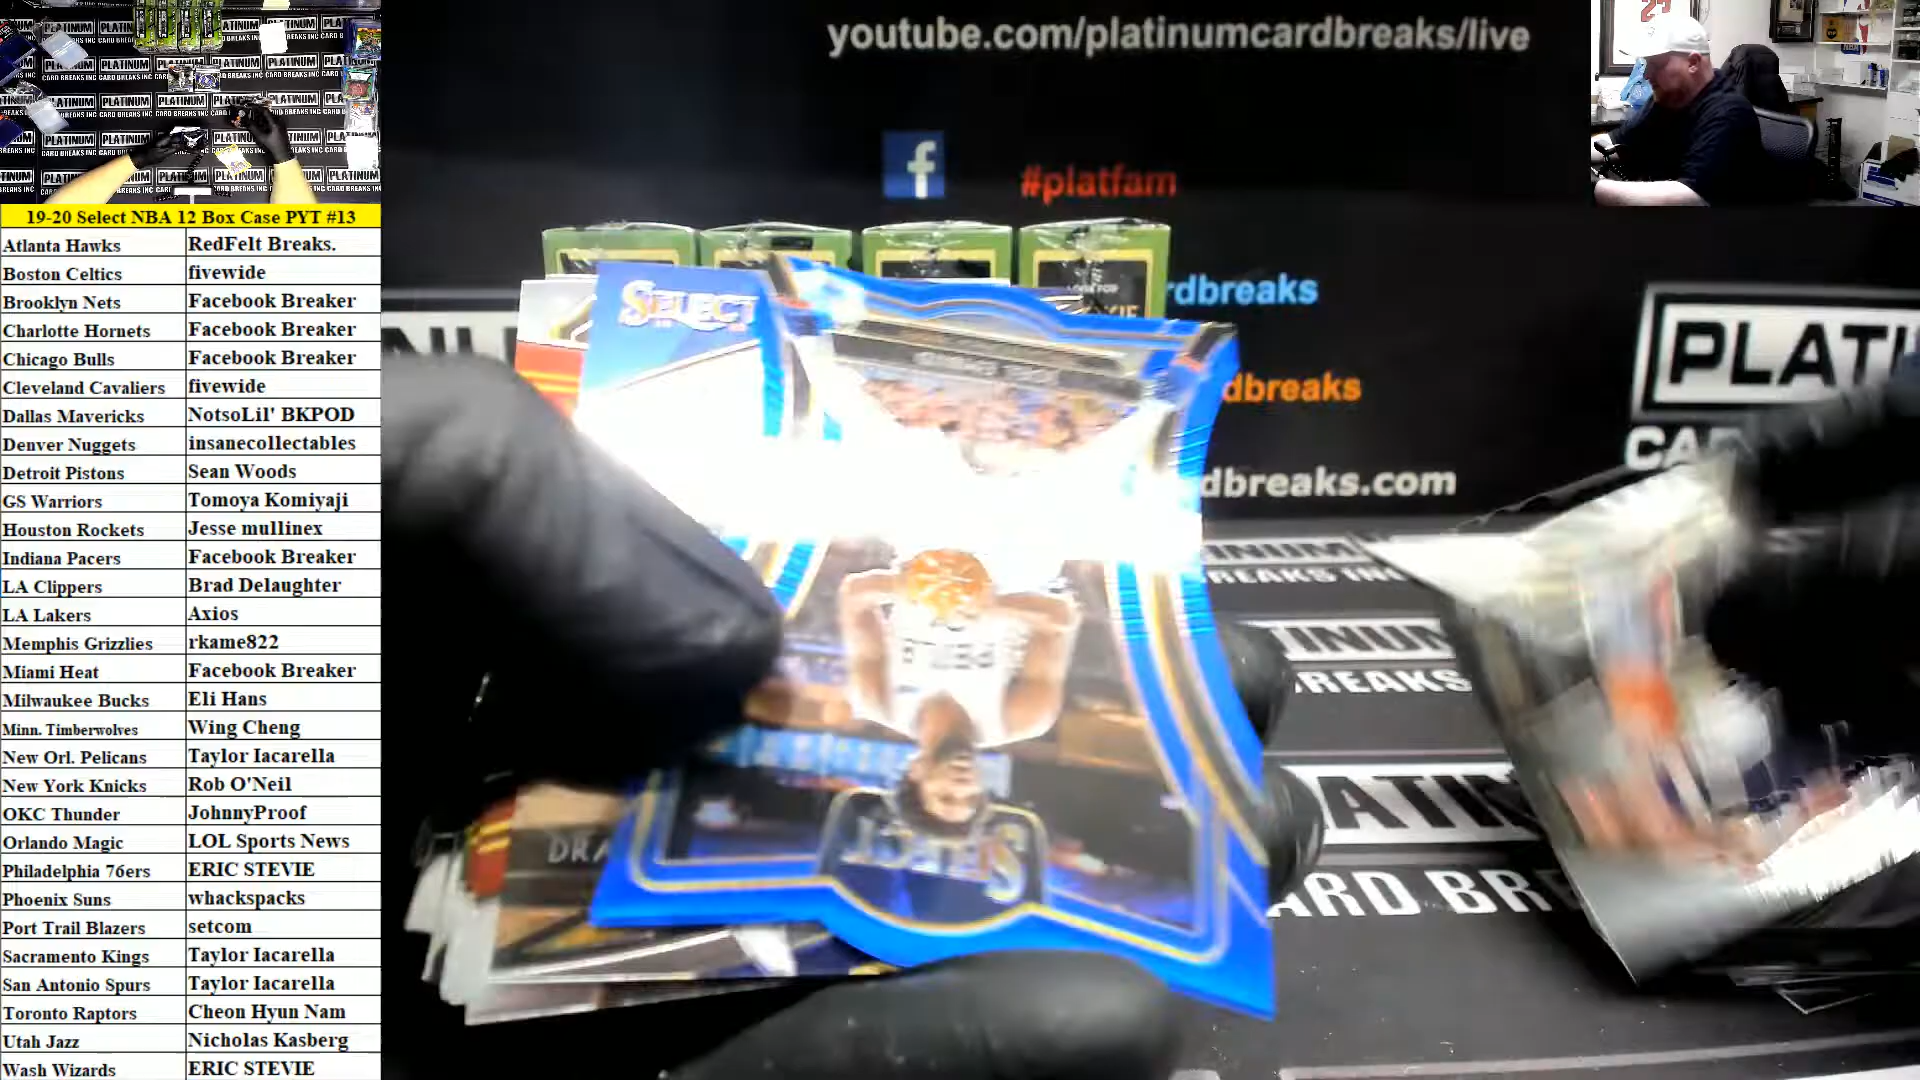 youtube.com/platinumcardbreaks/live
#platfam
rdbreaks
dbreaks
dbreaks.com
SELECT
DRA
PLATI
19-20 Select NBA 12 Box Case PYT #13
Atlanta Hawks RedFelt Breaks.
Boston Celtics fivewide
Brooklyn Nets Facebook Breaker
Charlotte Hornets Facebook Breaker
Chicago Bulls Facebook Breaker
Cleveland Cavaliers fivewide
Dallas Mavericks NotsoLil' BKPOD
Denver Nuggets insanecollectables
Detroit Pistons Sean Woods
GS Warriors Tomoya Komiyaji
Houston Rockets Jesse mullinex
Indiana Pacers Facebook Breaker
LA Clippers Brad Delaughter
LA Lakers Axios
Memphis Grizzlies rkame822
Miami Heat Facebook Breaker
Milwaukee Bucks Eli Hans
Minn. Timberwolves Wing Cheng
New Orl. Pelicans Taylor Iacarella
New York Knicks Rob O'Neil
OKC Thunder JohnnyProof
Orlando Magic LOL Sports News
Philadelphia 76ers ERIC STEVIE
Phoenix Suns whackspacks
Port Trail Blazers setcom
Sacramento Kings Taylor Iacarella
San Antonio Spurs Taylor Iacarella
Toronto Raptors Cheon Hyun Nam
Utah Jazz Nicholas Kasberg
Wash Wizards ERIC STEVIE